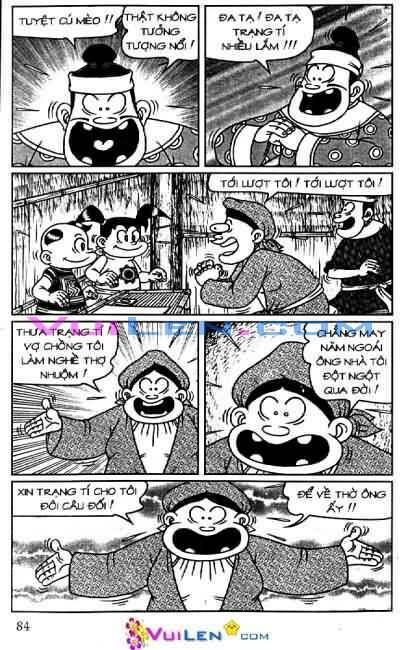 TUYỆT CÚ MÈO !!
THẬT KHÔNG
TƯỞNG
TƯỢNG NỔI !
ĐA TẠ ! ĐA TẠ
TRẠNG TÍ
NHIỀU LẮM !!!
TỚI LƯỢT TÔI ! TỚI LƯỢT TÔI !
THƯA TRẠNG TÍ !
VỢ CHỒNG TÔI
LÀM NGHỀ THỢ
NHUỘM !
CHẲNG MAY
NĂM NGOÁI
ÔNG NHÀ TÔI
ĐỘT NGỘT
QUA ĐỜI !
VUILEN.COM
XIN TRẠNG TÍ CHO TÔI
ĐÔI CÂU ĐỐI !
ĐỂ VỀ THỜ ÔNG
ẤY !!
84
VUILEN.COM